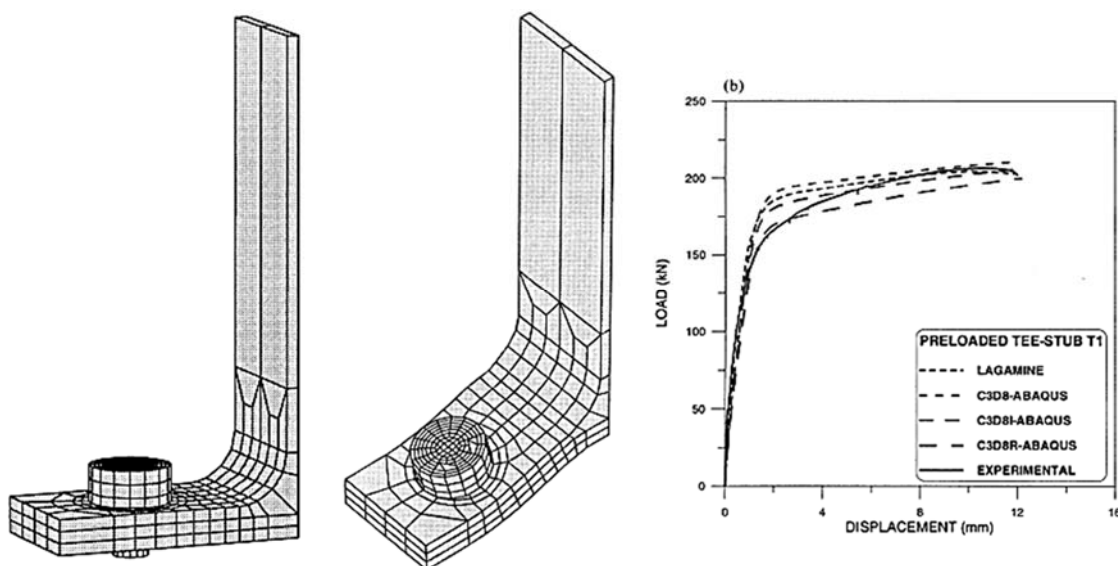 (b)
250
200
150
100
50
0
LOAD (kN)
0 4 8 12 16
DISPLACEMENT (mm)
PRELOADED TEE-STUB T1
LAGAMINE
C3D8-ABAQUS
C3D8I-ABAQUS
C3D8R-ABAQUS
EXPERIMENTAL